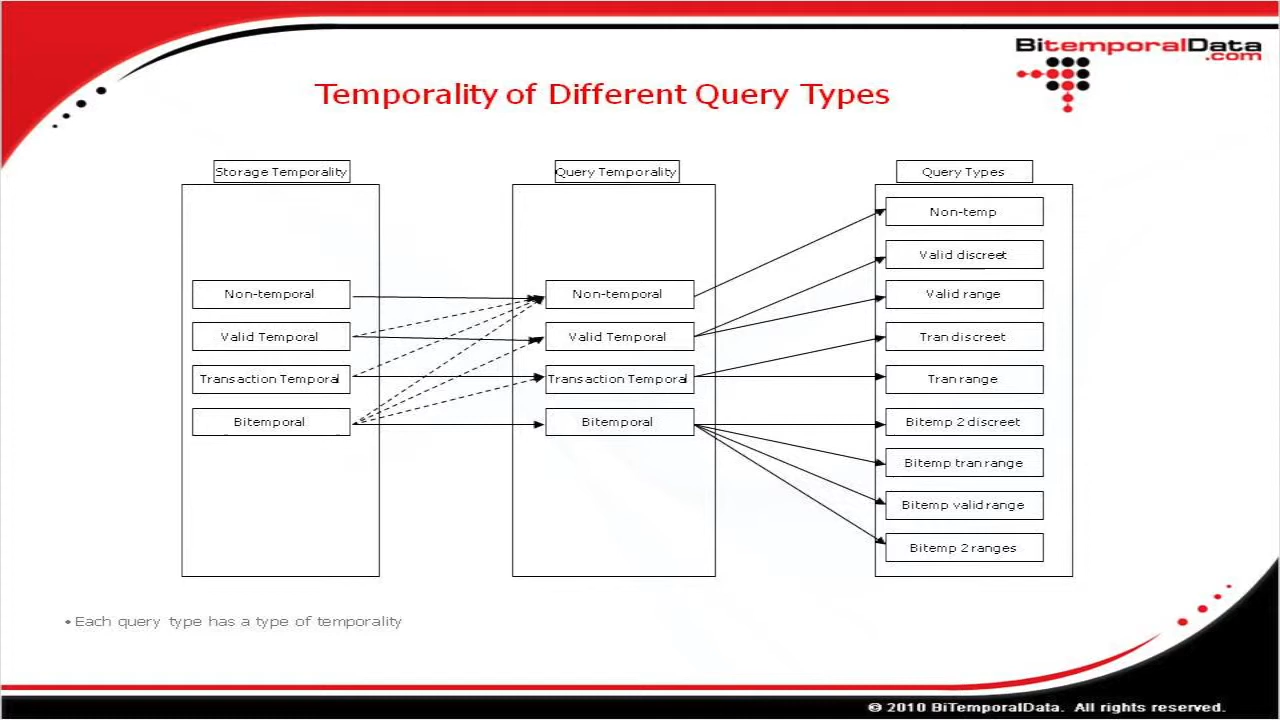 BitemporalData
.com
Temporality of Different Query Types
Storage Temporality
Non-temporal
Valid Temporal
Transaction Temporal
Bitemporal
Query Temporality
Non-temporal
Valid Temporal
Transaction Temporal
Bitemporal
Query Types
Non-temp
Valid discreet
Valid range
Tran discreet
Tran range
Bitemp 2 discreet
Bitemp tran range
Bitemp valid range
Bitemp 2 ranges
• Each query type has a type of temporality
© 2010 BiTemporalData. All rights reserved.